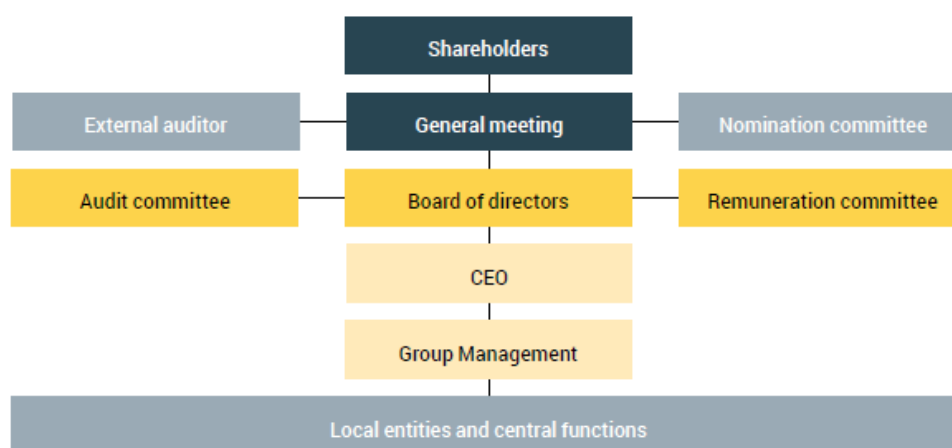 Shareholders
External auditor
General meeting
Nomination committee
Audit committee
Board of directors
Remuneration committee
CEO
Group Management
Local entities and central functions